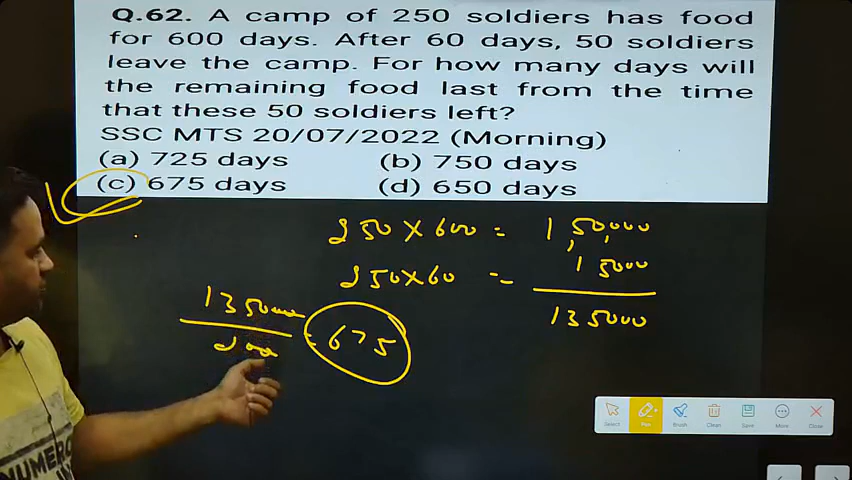 Q.62. A camp of 250 soldiers has food
for 600 days. After 60 days, 50 soldiers
leave the camp. For how many days will
the remaining food last from the time
that these 50 soldiers left?
SSC MTS 20/07/2022 (Morning)
(a) 725 days (b) 750 days
(c) 675 days (d) 650 days
250 × 600 = 1,50,000
250×60 = 15000
135000
135000
200
= 675
NUMER
Select Pen Brush Clean Save More Close